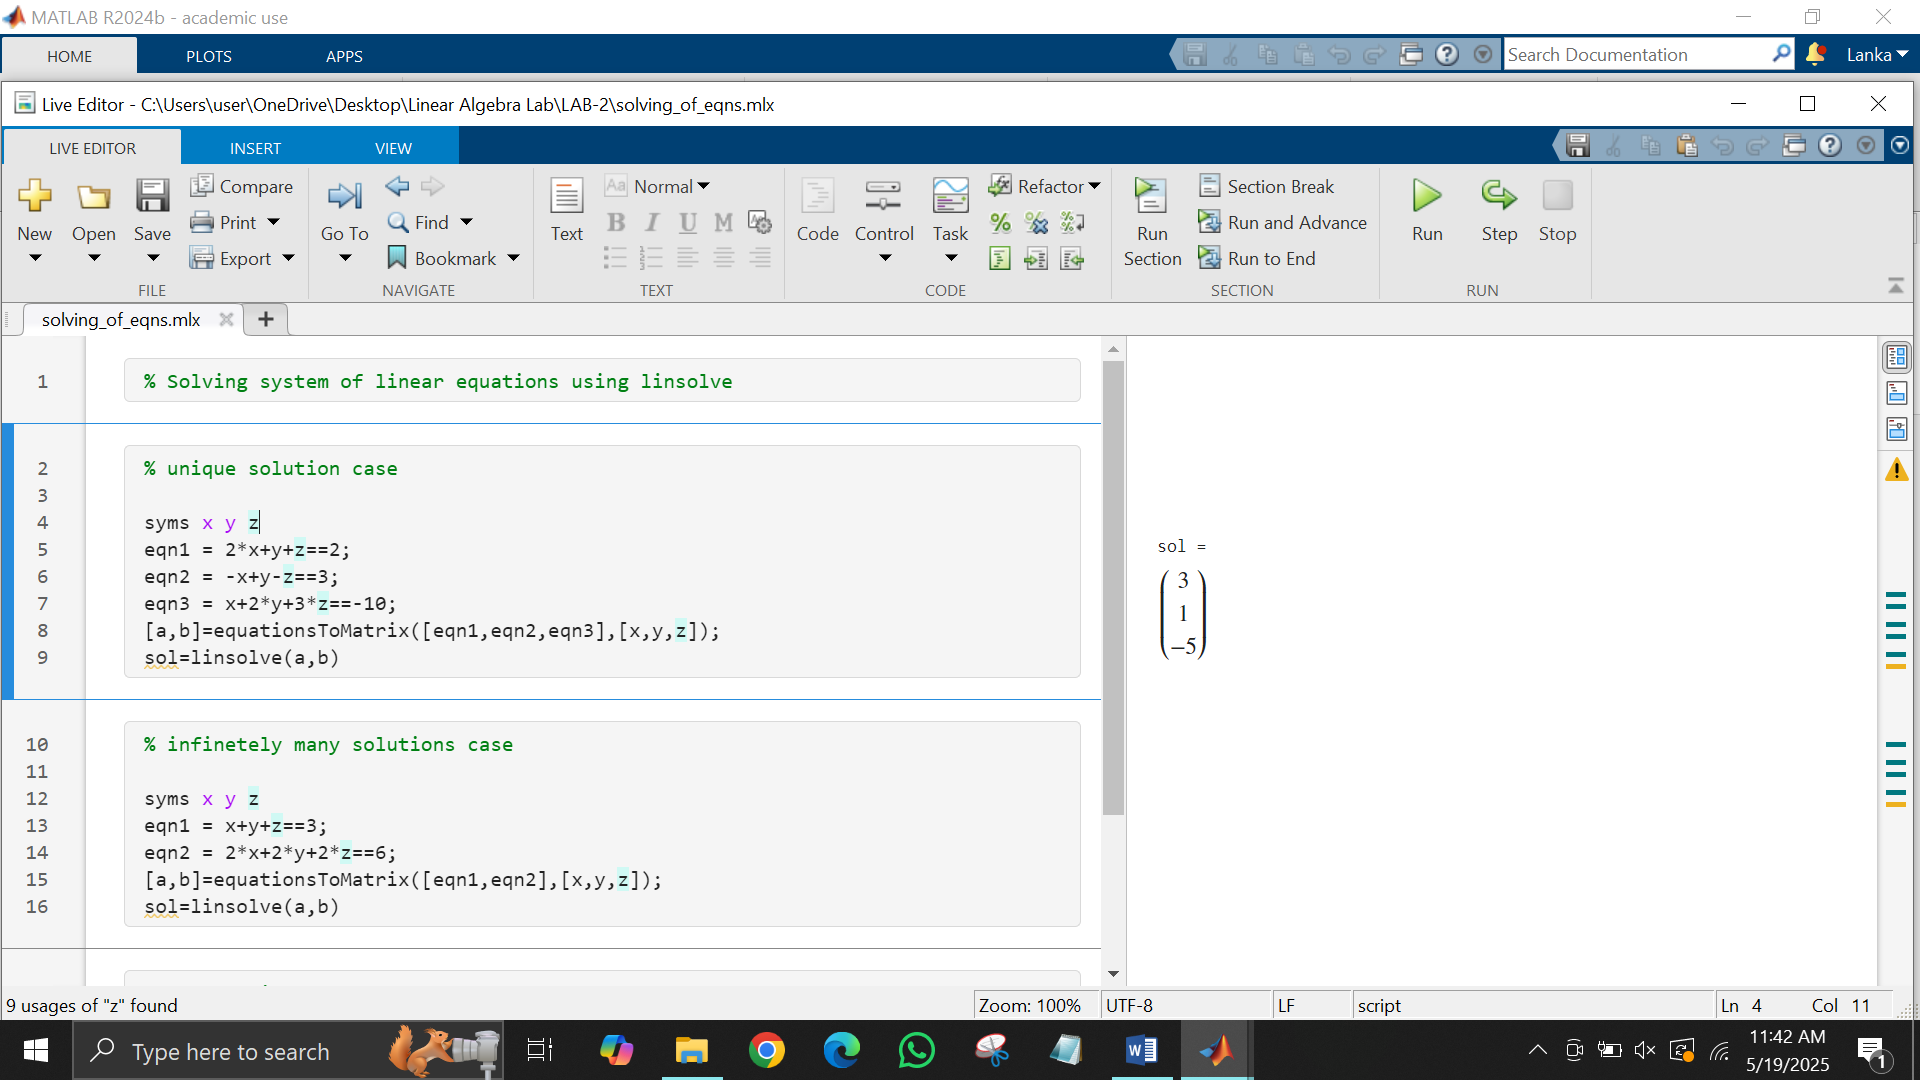 MATLAB R2024b - academic use
HOME PLOTS APPS
Search Documentation
Lanka
Live Editor - C:\Users\user\OneDrive\Desktop\Linear Algebra Lab\LAB-2\solving_of_eqns.mlx
LIVE EDITOR INSERT VIEW
New Open Save Compare Print Export
FILE
Go To Find Bookmark
NAVIGATE
Text Aa Normal B I U M
TEXT
Code Control Task Refactor
CODE
Run Section Section Break Run and Advance Run to End
SECTION
Run Step Stop
RUN
solving_of_eqns.mlx
1 % Solving system of linear equations using linsolve
2 % unique solution case
3
4 syms x y z
5 eqn1 = 2*x+y+z==2;
6 eqn2 = -x+y-z==3;
7 eqn3 = x+2*y+3*z==-10;
8 [a,b]=equationsToMatrix([eqn1,eqn2,eqn3],[x,y,z]);
9 sol=linsolve(a,b)
10 % infinetely many solutions case
11
12 syms x y z
13 eqn1 = x+y+z==3;
14 eqn2 = 2*x+2*y+2*z==6;
15 [a,b]=equationsToMatrix([eqn1,eqn2],[x,y,z]);
16 sol=linsolve(a,b)
sol =
3
1
−5
9 usages of "z" found
Zoom: 100% UTF-8 LF script Ln 4 Col 11
Type here to search
11:42 AM
5/19/2025
1